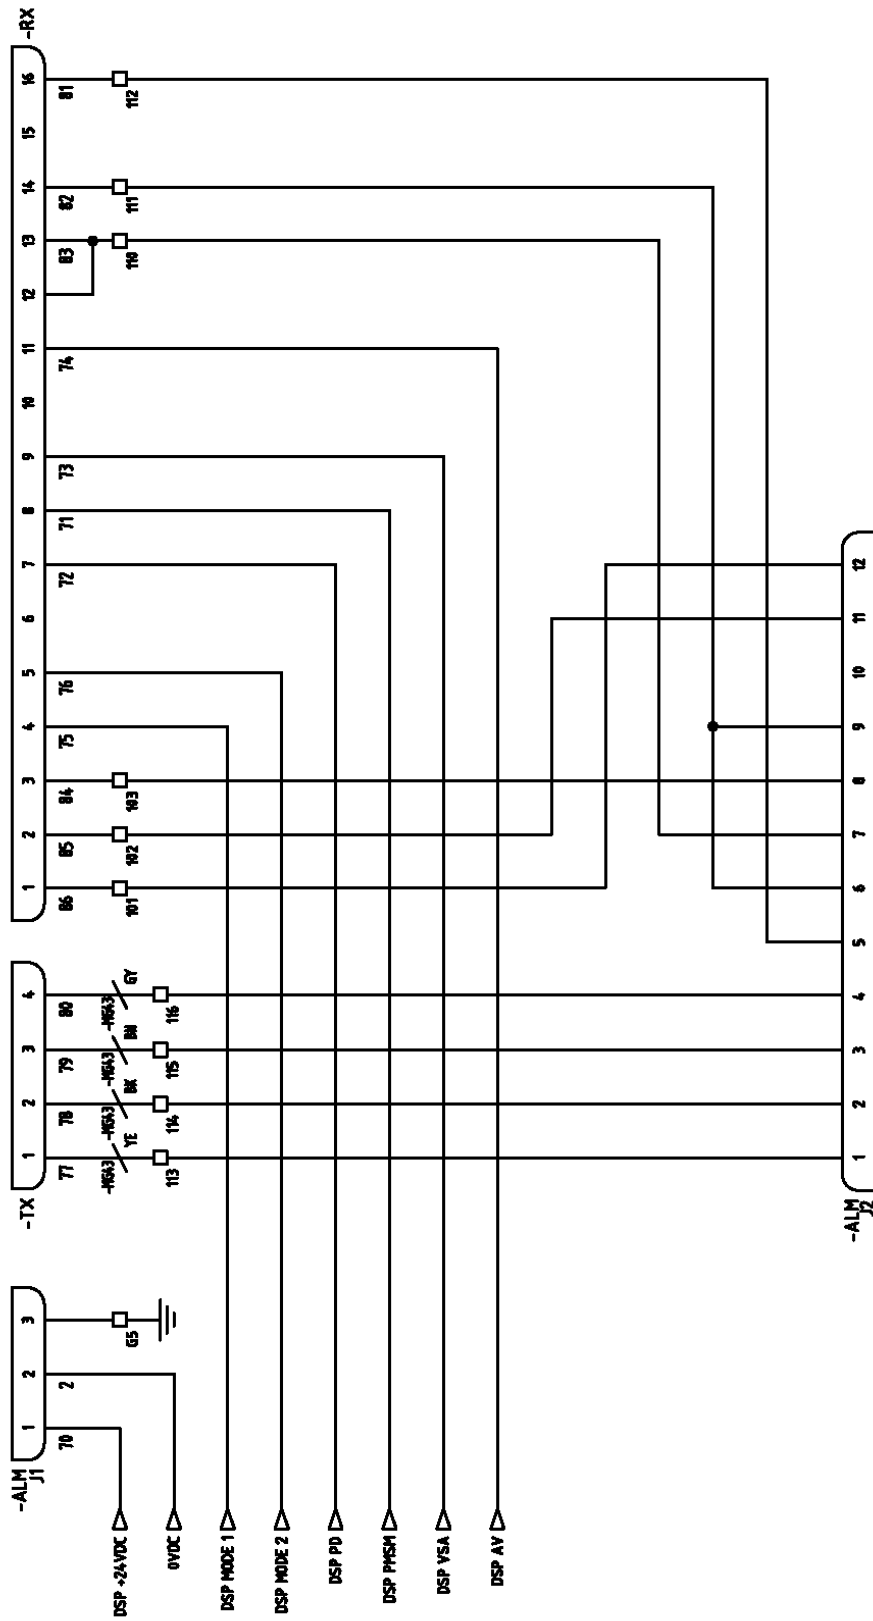 -ALM
J1
1 2 3
-TX
1 2 3 4
1 2 3 4 5 6 7 8 9 10 11 12 13 14 15 16
-RX
70 2
77 78 79 80
86 85 84 75 76 72 71 73 74 83 82 81
-MG43 -MG43 -MG43 -MG43
YE BK BN GY
G5
101 102 103 110 111 112
113 114 115 116
DSP +24VDC
0VDC
DSP MODE 1
DSP MODE 2
DSP PD
DSP PMSM
DSP VSA
DSP AV
-ALM
J2
1 2 3 4 5 6 7 8 9 10 11 12